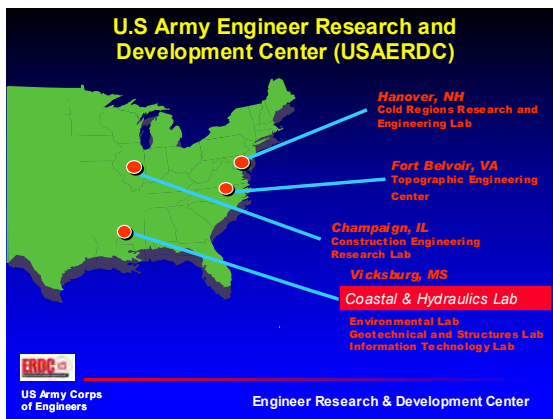 U.S Army Engineer Research and
Development Center (USAERDC)
Hanover, NH
Cold Regions Research and
Engineering Lab
Fort Belvoir, VA
Topographic Engineering
Center
Champaign, IL
Construction Engineering
Research Lab
Vicksburg, MS
Coastal & Hydraulics Lab
Environmental Lab
Geotechnical and Structures Lab
Information Technology Lab
ERDC
US Army Corps
of Engineers
Engineer Research & Development Center